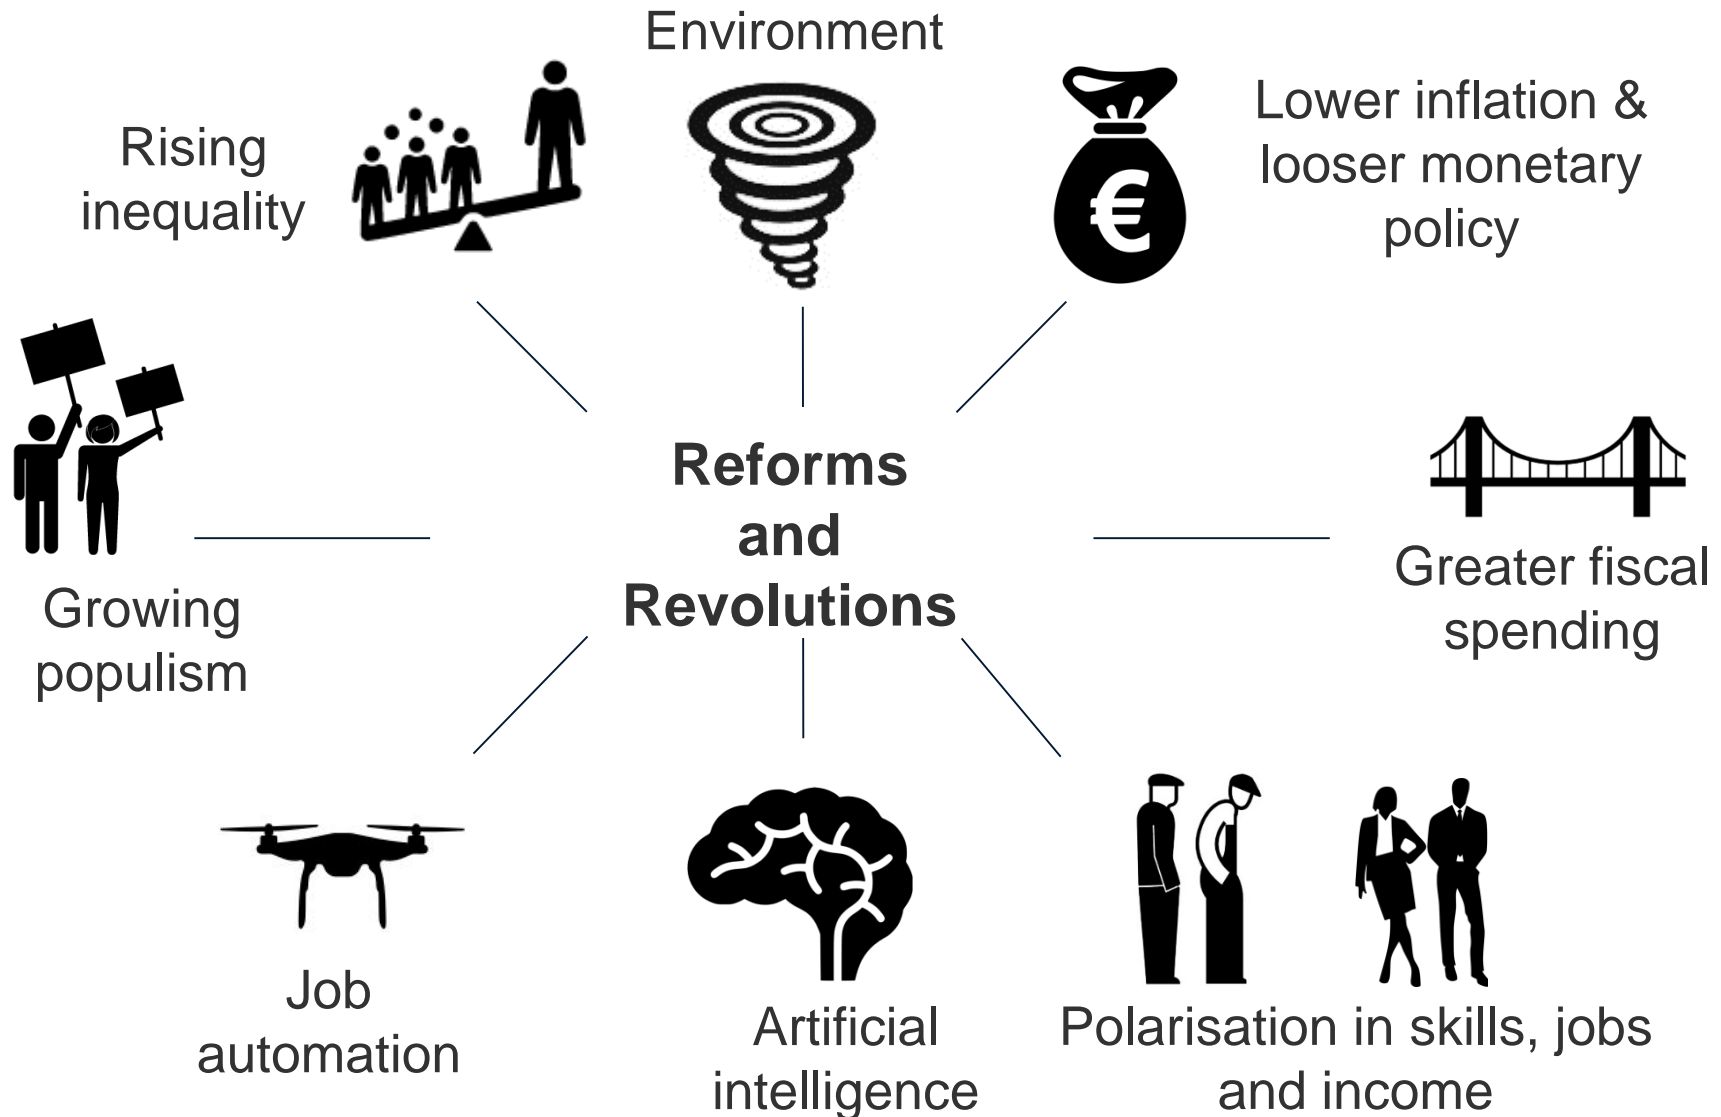 Environment
Rising
inequality
Lower inflation &
looser monetary
policy
€
Reforms
and
Revolutions
Growing
populism
Greater fiscal
spending
Job
automation
Artificial
intelligence
Polarisation in skills, jobs
and income